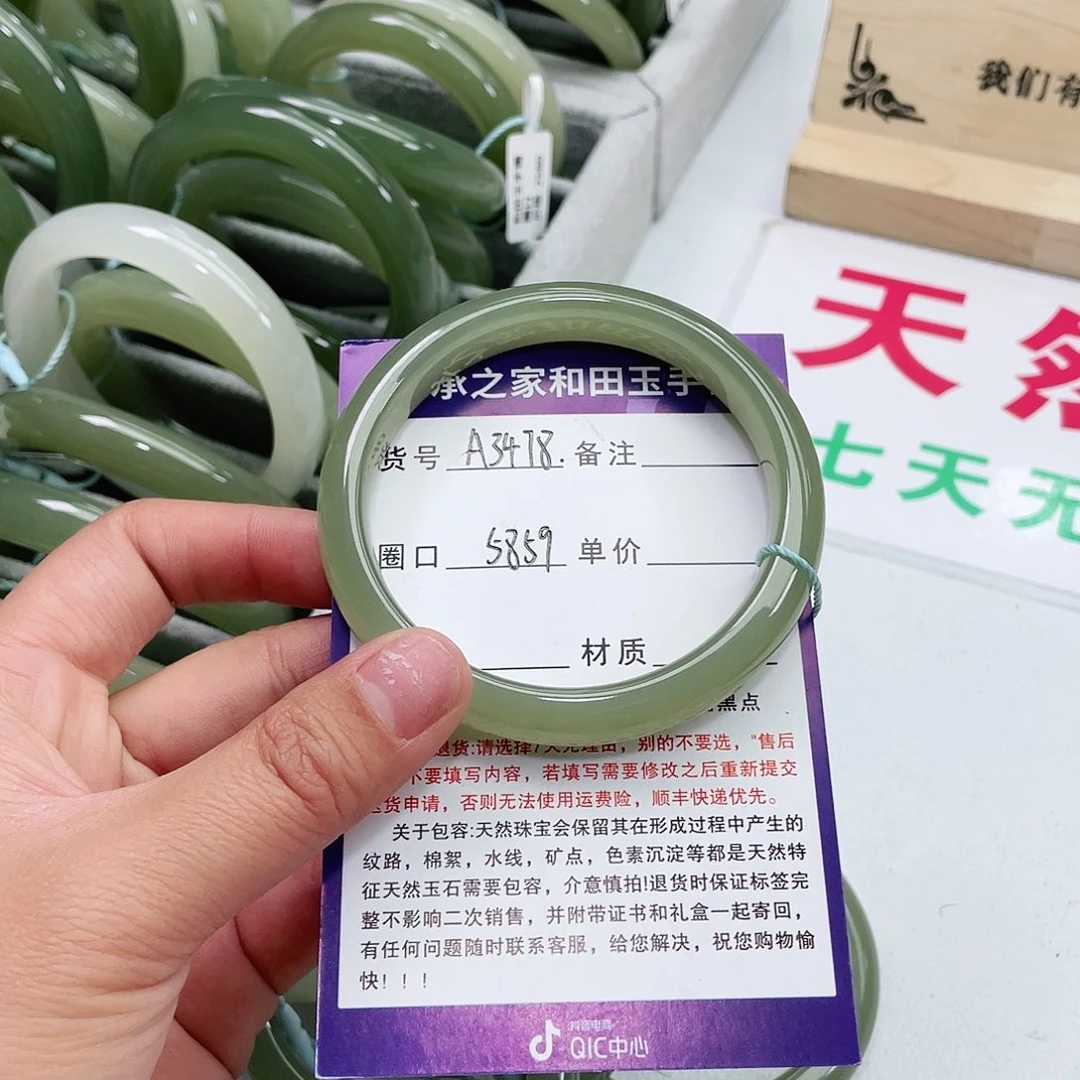 我们有
天然
七天无
承之家和田玉手
货号 A3478. 备注
圈口 5859 单价
材质
黑点
退货:请选择7天无理由，别的不要选，"售后
不要填写内容，若填写需要修改之后重新提交
货申请，否则无法使用运费险，顺丰快递优先。
关于包容:天然珠宝会保留其在形成过程中产生的
纹路，棉絮，水线，矿点，色素沉淀等都是天然特
征天然玉石需要包容，介意慎拍!退货时保证标签完
整不影响二次销售，并附带证书和礼盒一起寄回，
有任何问题随时联系客服，给您解决，祝您购物愉
快！！！
抖音电商
QIC中心